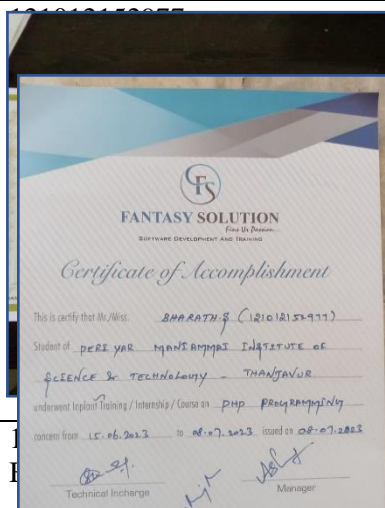 FANTASY SOLUTION
Fine Us Passion...
SOFTWARE DEVELOPMENT AND TRAINING
Certificate of Accomplishment
This is certify that Mr./Miss. BHARATH.S (121012152977)
Student of PERIYAR MANIAMMAI INSTITUTE OF
SCIENCE & TECHNOLOGY - THANJAVUR
underwent Inplant Training / Internship / Course on PHP PROGRAMMING
concern from 15.06.2023 to 08.07.2023 issued on 08-07-2023
Technical Incharge
Manager